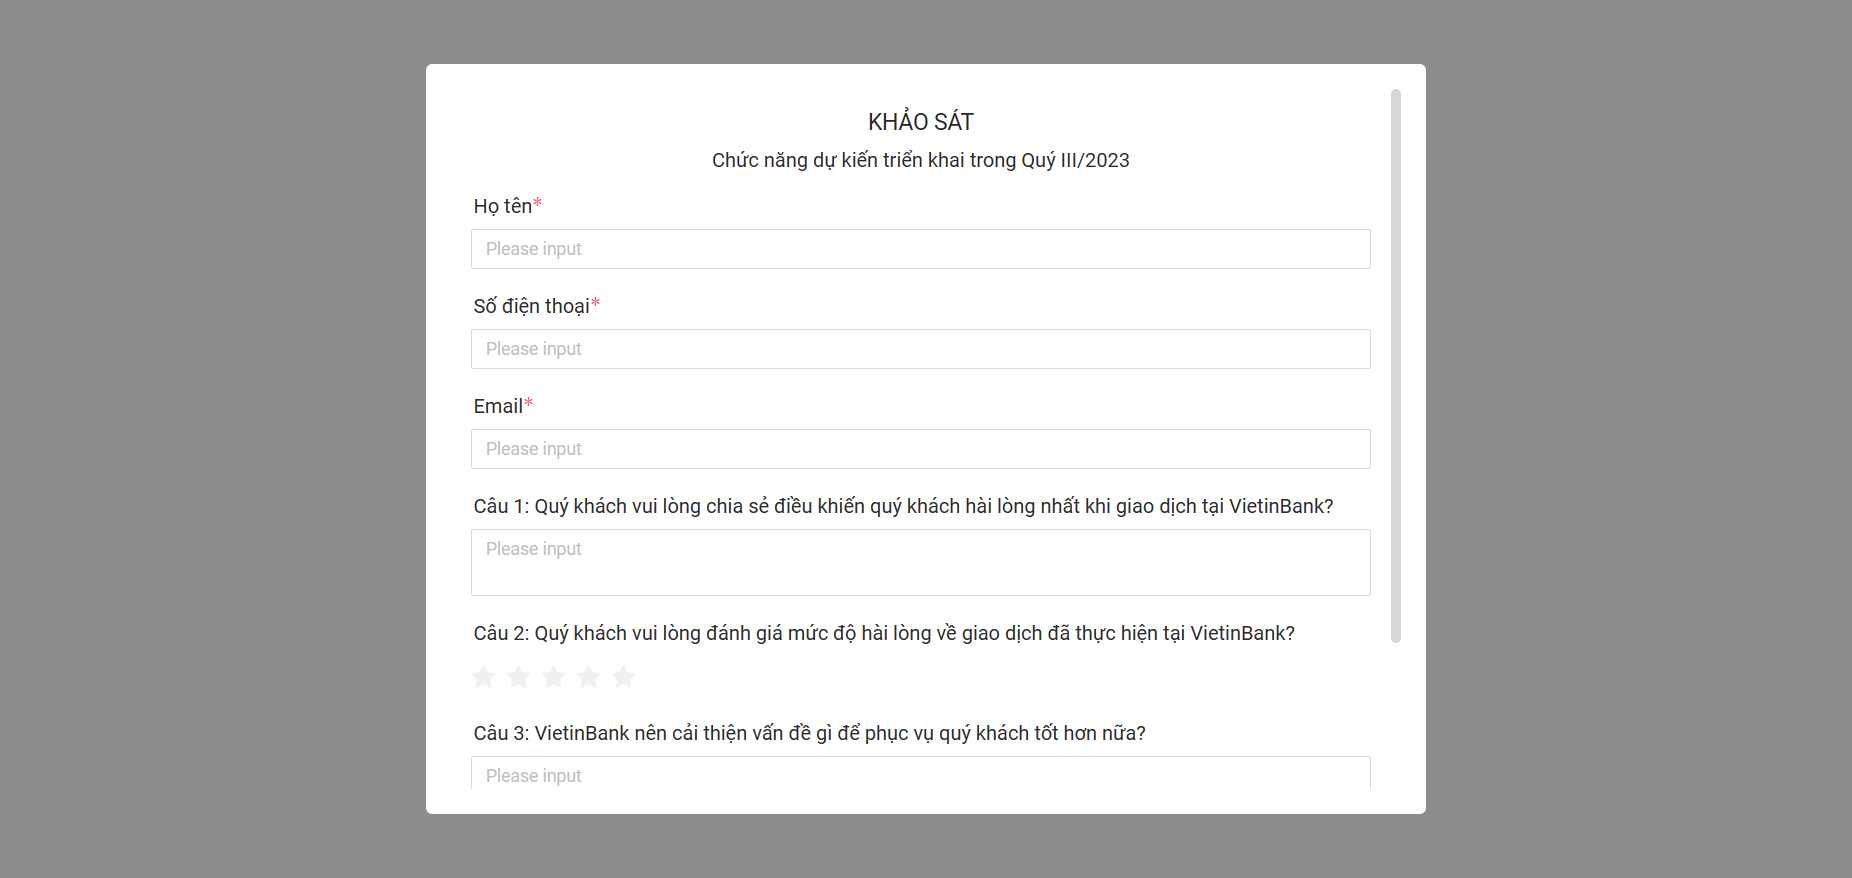 KHẢO SÁT
Chức năng dự kiến triển khai trong Quý III/2023
Họ tên*
Please input
Số điện thoại*
Please input
Email*
Please input
Câu 1: Quý khách vui lòng chia sẻ điều khiến quý khách hài lòng nhất khi giao dịch tại VietinBank?
Please input
Câu 2: Quý khách vui lòng đánh giá mức độ hài lòng về giao dịch đã thực hiện tại VietinBank?
Câu 3: VietinBank nên cải thiện vấn đề gì để phục vụ quý khách tốt hơn nữa?
Please input